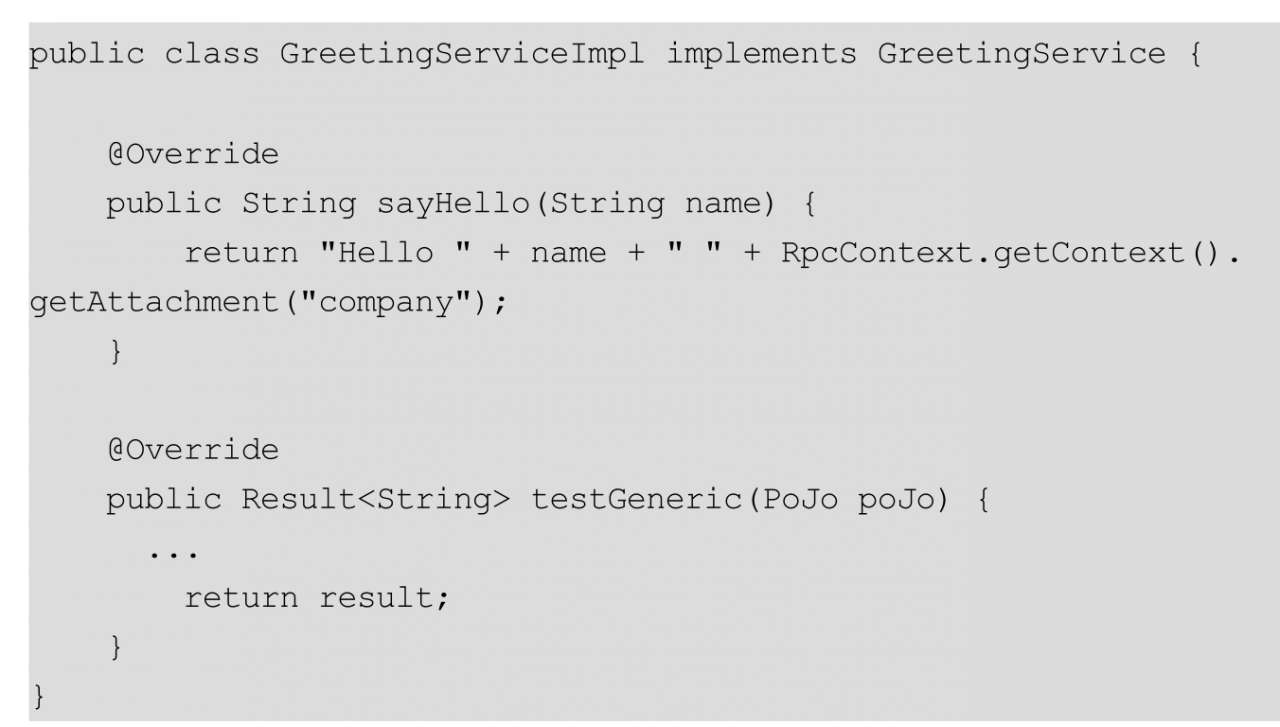 public class GreetingServiceImpl implements GreetingService {
@Override
public String sayHello(String name) {
return "Hello " + name + " " + RpcContext.getContext().
getAttachment("company");
}
@Override
public Result<String> testGeneric(PoJo poJo) {
...
return result;
}
}